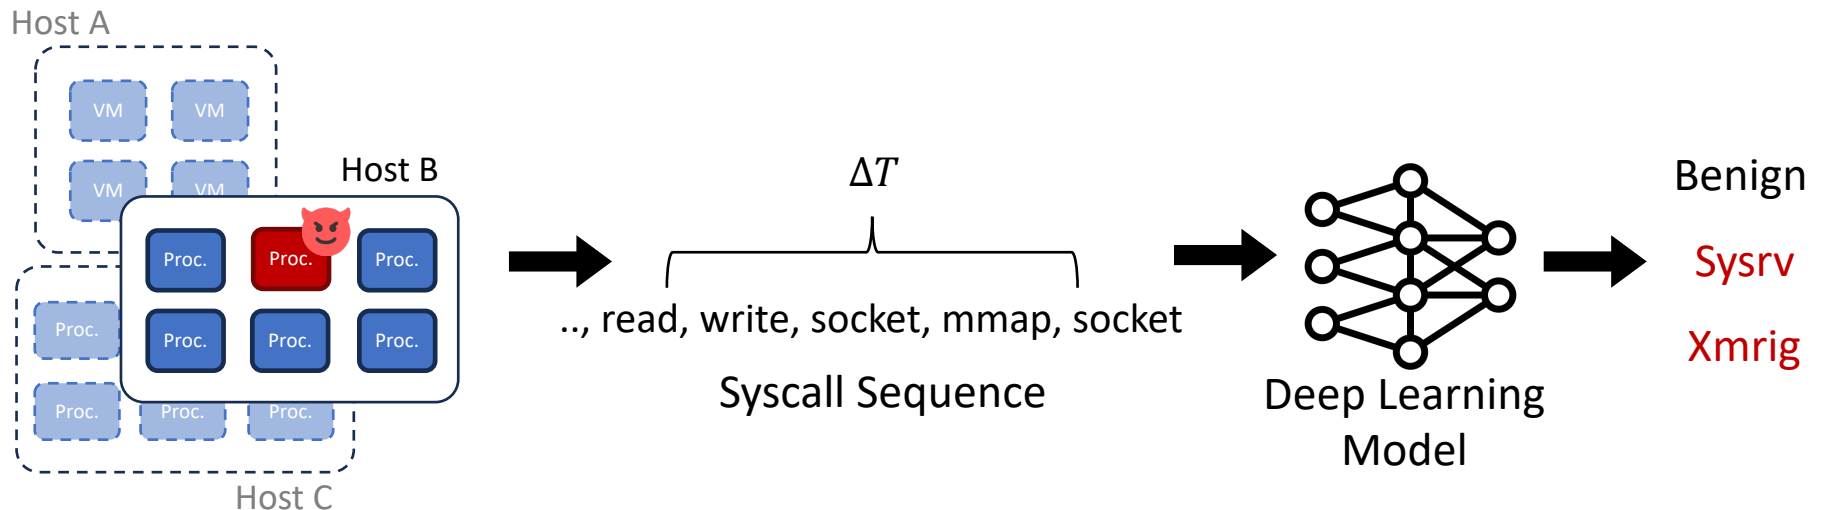 Host A
VM VM
VM VM
Host B
Proc. Proc. Proc.
Proc. Proc. Proc.
Proc.
Proc. Proc. Proc.
Host C
ΔT
.., read, write, socket, mmap, socket
Syscall Sequence
Deep Learning
Model
Benign
Sysrv
Xmrig